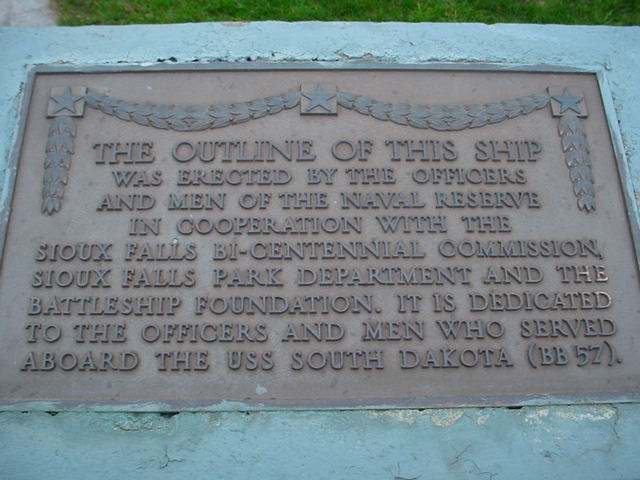 THE OUTLINE OF THIS SHIP
WAS ERECTED BY THE OFFICERS
AND MEN OF THE NAVAL RESERVE
IN COOPERATION WITH THE
SIOUX FALLS BI-CENTENNIAL COMMISSION,
SIOUX FALLS PARK DEPARTMENT AND THE
BATTLESHIP FOUNDATION. IT IS DEDICATED
TO THE OFFICERS AND MEN WHO SERVED
ABOARD THE USS SOUTH DAKOTA (BB 57).